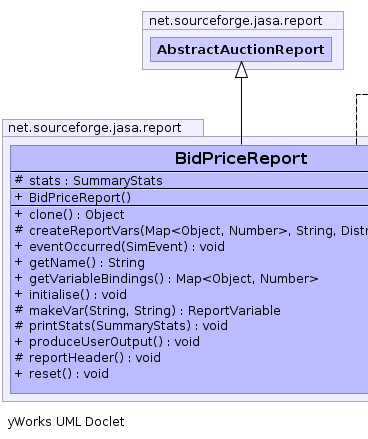 net.sourceforge.jasa.report
AbstractAuctionReport
net.sourceforge.jasa.report
BidPriceReport
# stats : SummaryStats
+ BidPriceReport()
+ clone() : Object
# createReportVars(Map<Object, Number>, String, Distr
+ eventOccurred(SimEvent) : void
+ getName() : String
+ getVariableBindings() : Map<Object, Number>
+ initialise() : void
# makeVar(String, String) : ReportVariable
# printStats(SummaryStats) : void
+ produceUserOutput() : void
# reportHeader() : void
+ reset() : void
yWorks UML Doclet